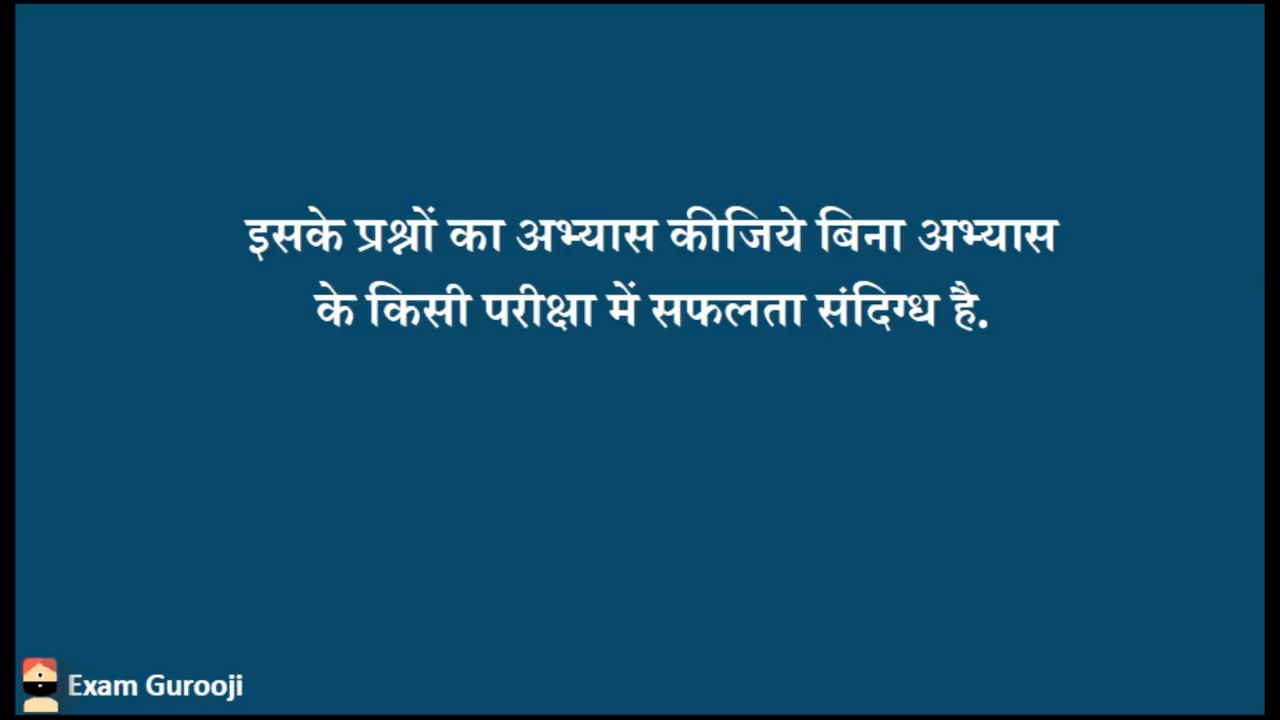 इसके प्रश्नों का अभ्यास कीजिये बिना अभ्यास
के किसी परीक्षा में सफलता संदिग्ध है.
Exam Gurooji